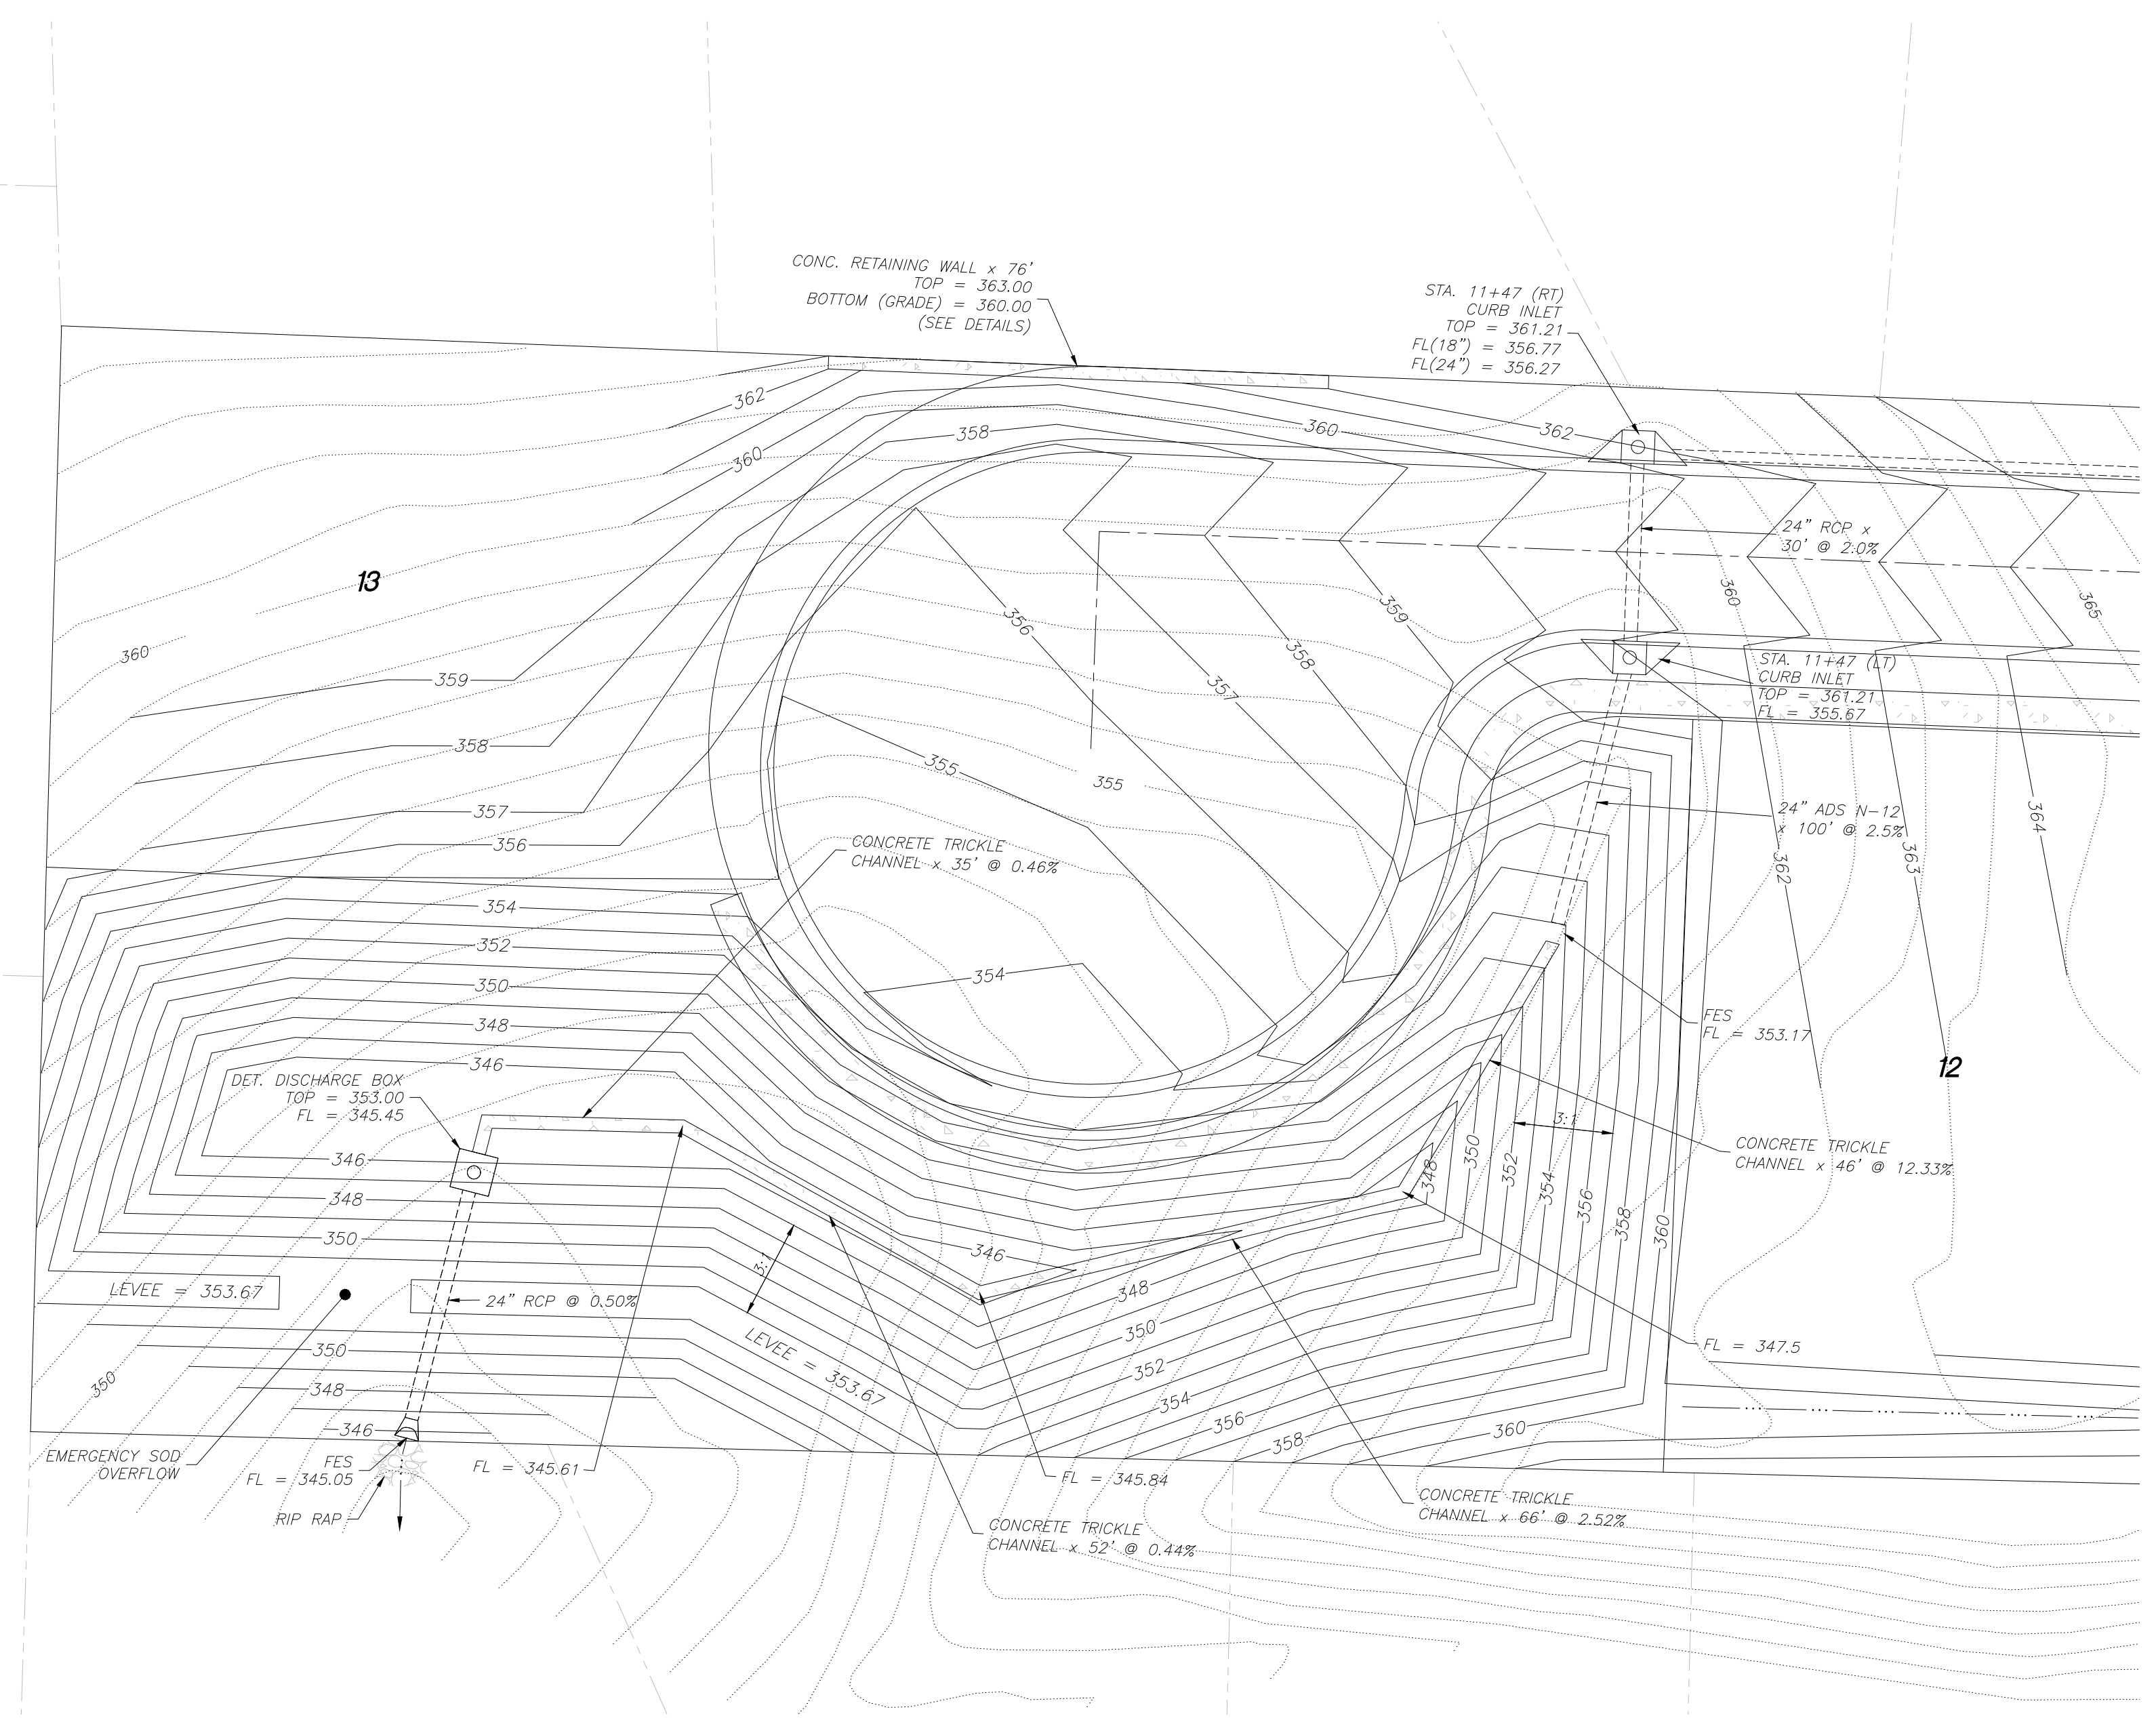 CONC. RETAINING WALL x 76'
TOP = 363.00
BOTTOM (GRADE) = 360.00
(SEE DETAILS)
STA. 11+47 (RT)
CURB INLET
TOP = 361.21
FL(18") = 356.77
FL(24") = 356.27
362
358
360
362
360
24" RCP x
30' @ 2.0%
13
360
359
358
357
356
356
357
358
359
360
365
355
355
STA. 11+47 (LT)
CURB INLET
TOP = 361.21
FL = 355.67
24" ADS N-12
x 100' @ 2.5%
362
363
364
CONCRETE TRICKLE
CHANNEL x 35' @ 0.46%
354
352
350
348
346
354
FES
FL = 353.17
12
DET. DISCHARGE BOX
TOP = 353.00
FL = 345.45
3:1
CONCRETE TRICKLE
CHANNEL x 46' @ 12.33%
346
348
350
348
350
352
354
356
358
360
346
3:1
348
350
352
354
356
358
360
LEVEE = 353.67
24" RCP @ 0.50%
LEVEE = 353.67
FL = 347.5
350
350
348
346
EMERGENCY SOD
OVERFLOW
FES
FL = 345.05
FL = 345.61
FL = 345.84
RIP RAP
CONCRETE TRICKLE
CHANNEL x 52' @ 0.44%
CONCRETE TRICKLE
CHANNEL x 66' @ 2.52%